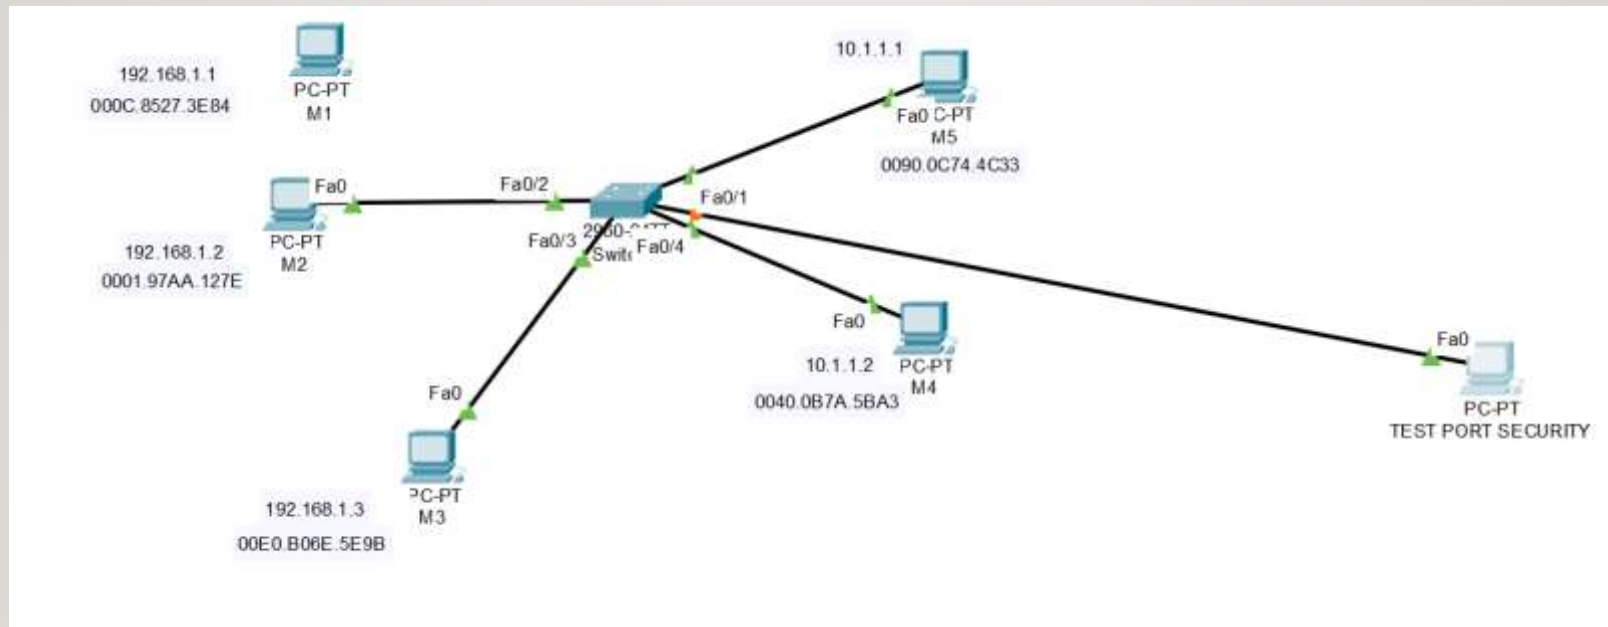 192.168.1.1
000C.8527.3E84
PC-PT
M1
10.1.1.1
Fa0 C-PT
M5
0090.0C74.4C33
Fa0
Fa0/2
Fa0/1
PC-PT
M2
192.168.1.2
0001.97AA.127E
Fa0/3
Fa0/4
Fa0
PC-PT
M4
10.1.1.2
0040.0B7A.5BA3
Fa0
PC-PT
TEST PORT SECURITY
Fa0
PC-PT
M3
192.168.1.3
00E0.B06E.5E9B